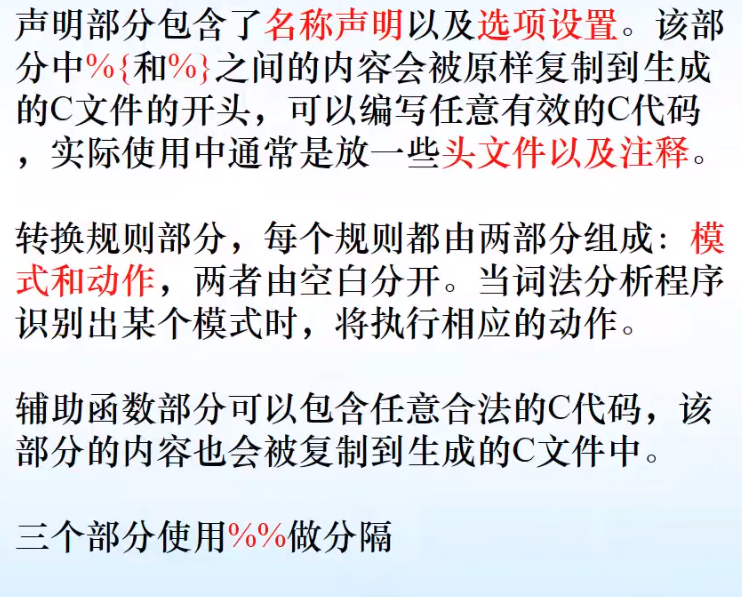 声明部分包含了名称声明以及选项设置。该部
分中%{和%}之间的内容会被原样复制到生成
的C文件的开头，可以编写任意有效的C代码
，实际使用中通常是放一些头文件以及注释。
转换规则部分，每个规则都由两部分组成：模
式和动作，两者由空白分开。当词法分析程序
识别出某个模式时，将执行相应的动作。
辅助函数部分可以包含任意合法的C代码，该
部分的内容也会被复制到生成的C文件中。
三个部分使用%%做分隔